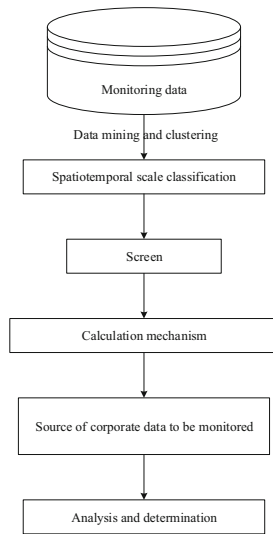 Monitoring data
Data mining and clustering
Spatiotemporal scale classification
Screen
Calculation mechanism
Source of corporate data to be monitored
Analysis and determination